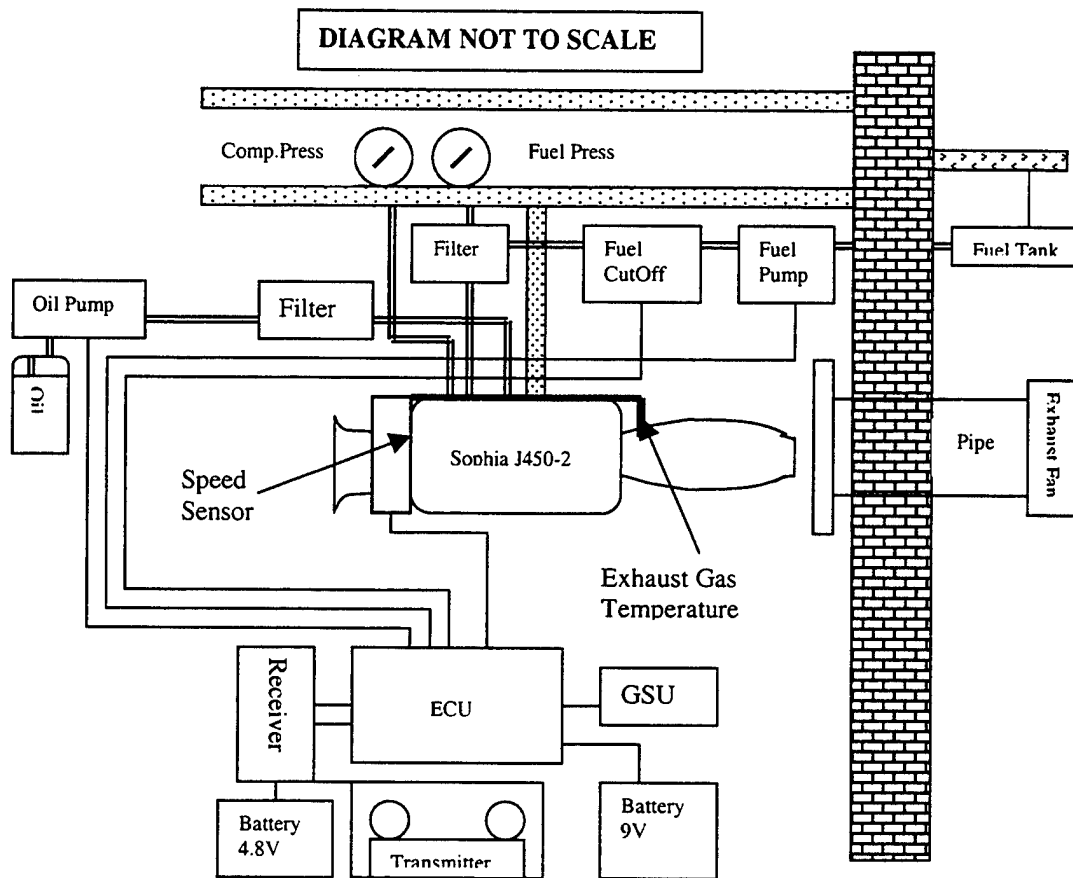 DIAGRAM NOT TO SCALE
Comp.Press
Fuel Press
Filter
Fuel
CutOff
Fuel
Pump
Fuel Tank
Oil Pump
Filter
Oil
Sophia J450-2
Pipe
Exhaust Fan
Speed
Sensor
Exhaust Gas
Temperature
Receiver
ECU
GSU
Battery
4.8V
Transmitter
Battery
9V